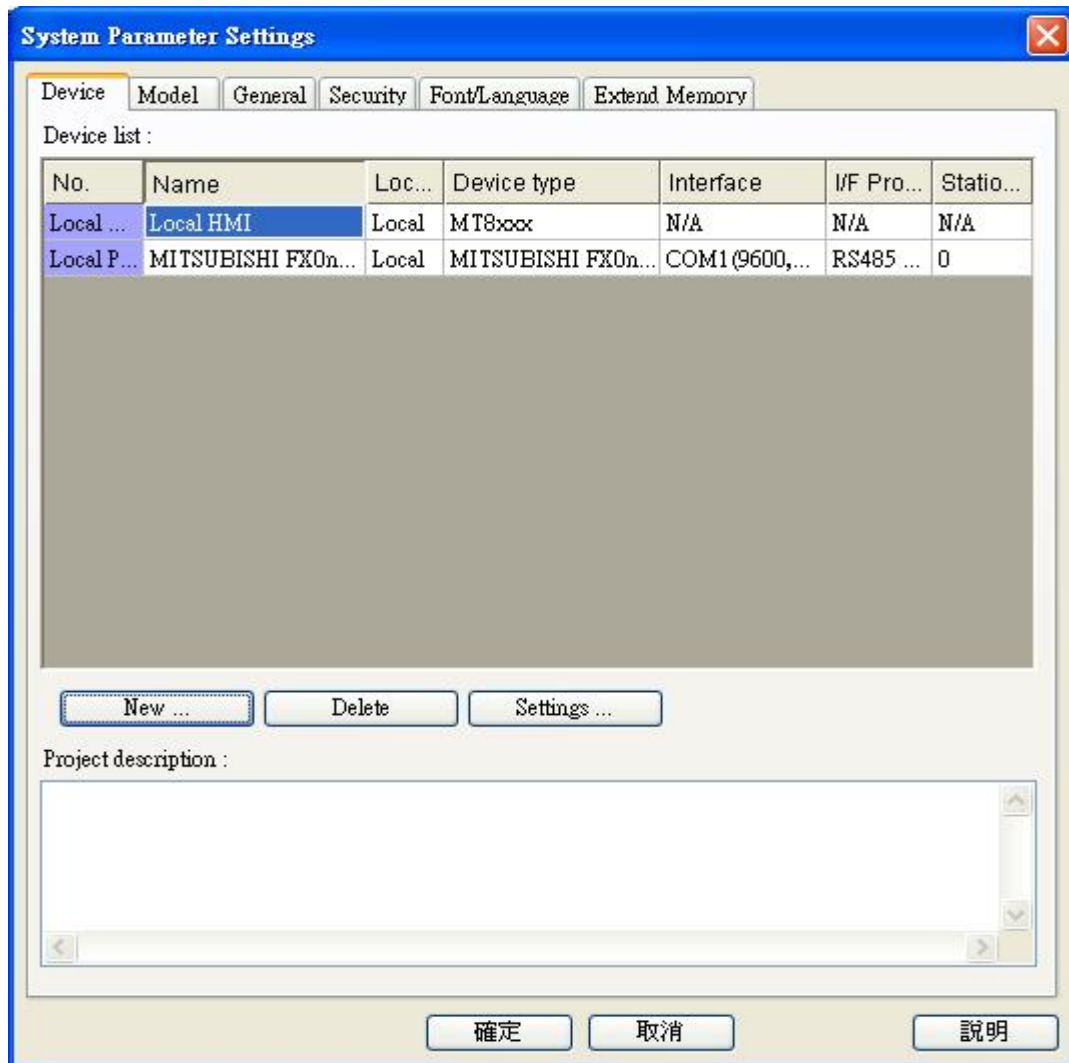 System Parameter Settings
Device Model General Security Font/Language Extend Memory
Device list :
No. Name Loc... Device type Interface I/F Pro... Statio...
Local ... Local HMI Local MT8xxx N/A N/A N/A
Local P... MITSUBISHI FX0n... Local MITSUBISHI FX0n... COM1(9600,... RS485 ... 0
New ... Delete Settings ...
Project description :
確定 取消 說明